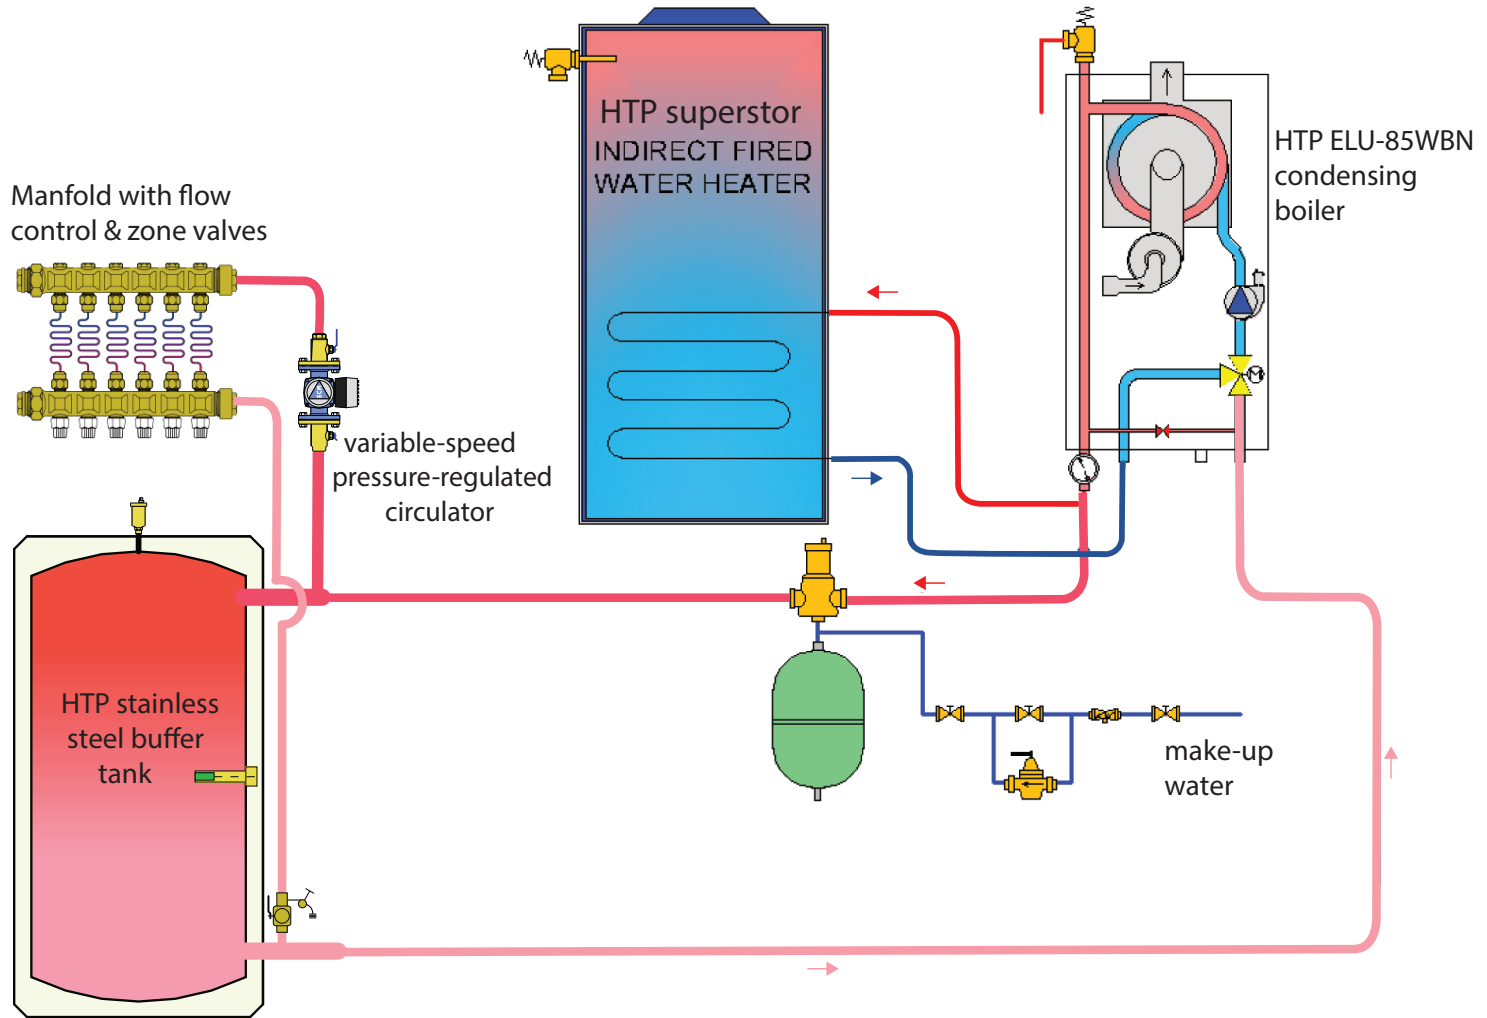 HTP superstor
INDIRECT FIRED
WATER HEATER
HTP ELU-85WBN
condensing
boiler
Manfold with flow
control & zone valves
M
variable-speed
pressure-regulated
circulator
HTP stainless
steel buffer
tank
make-up
water